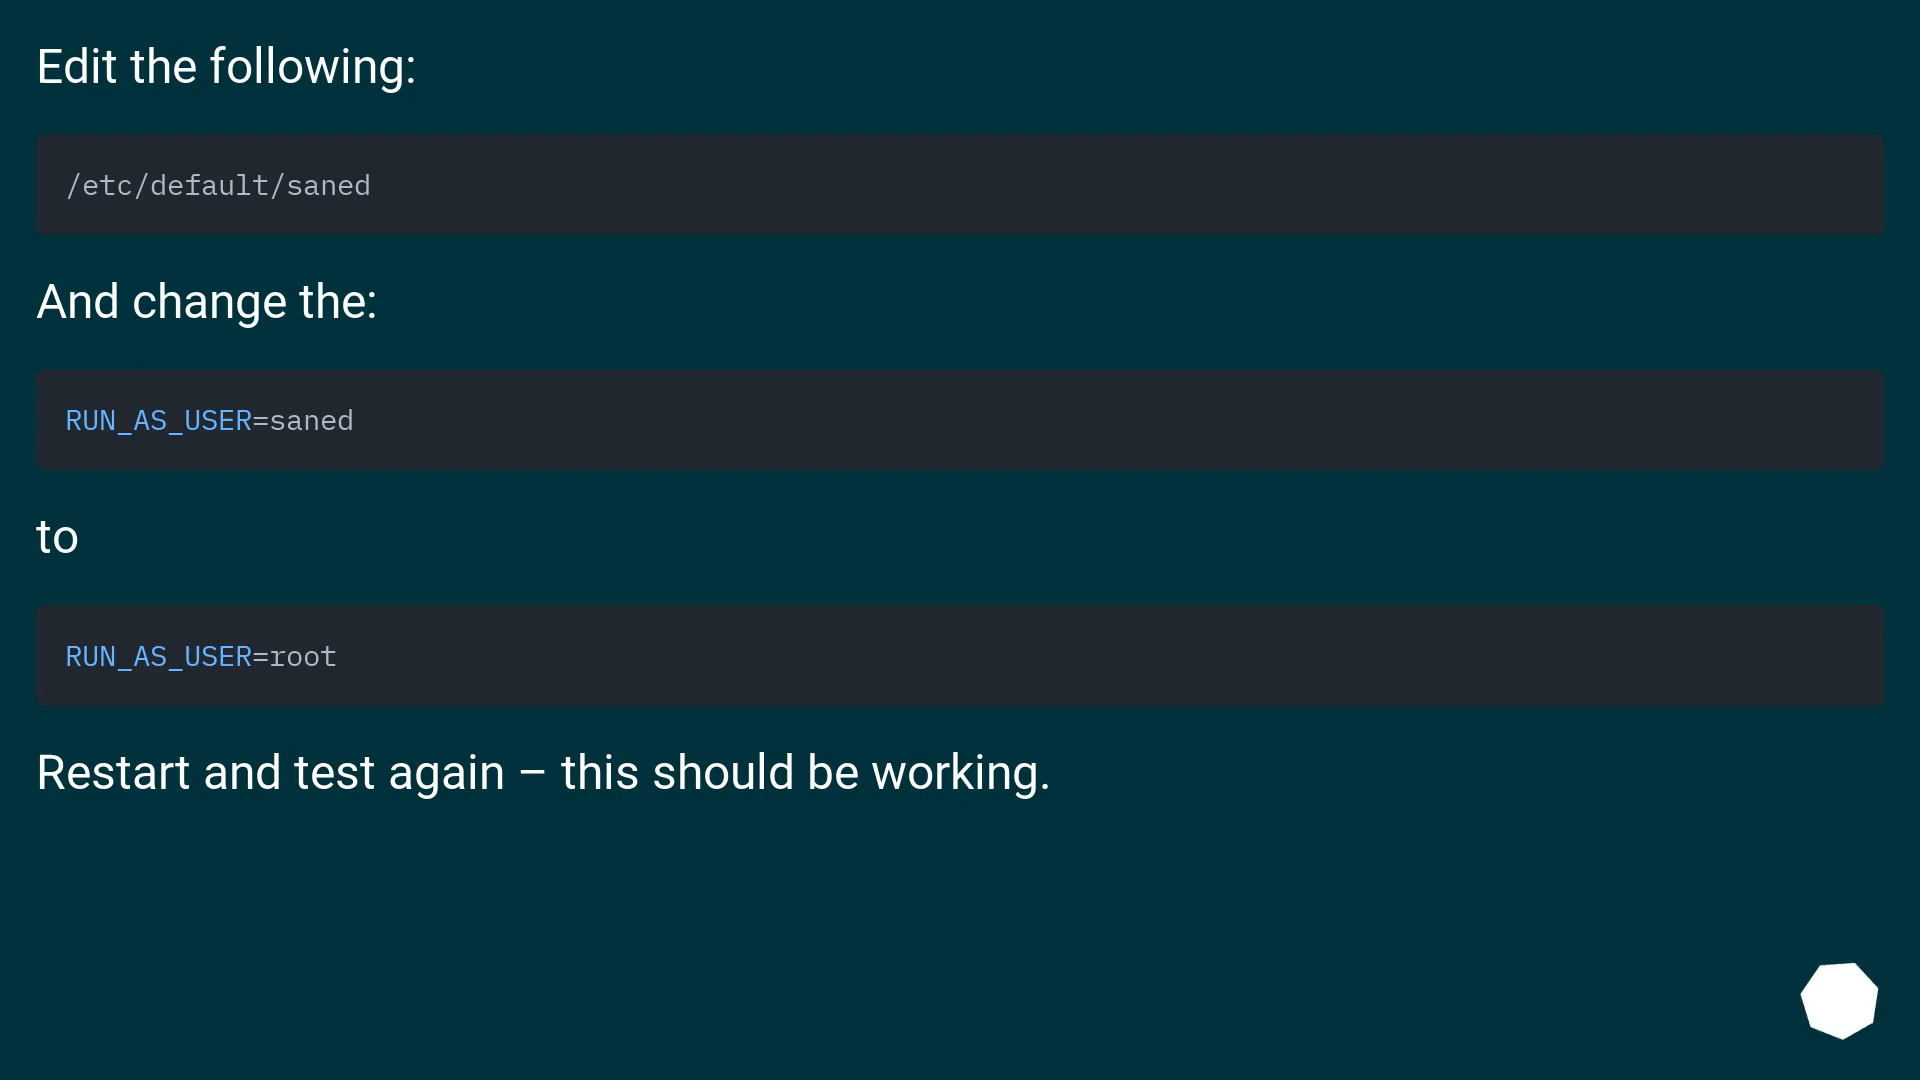 Edit the following:
/etc/default/saned
And change the:
RUN_AS_USER=saned
to
RUN_AS_USER=root
Restart and test again – this should be working.